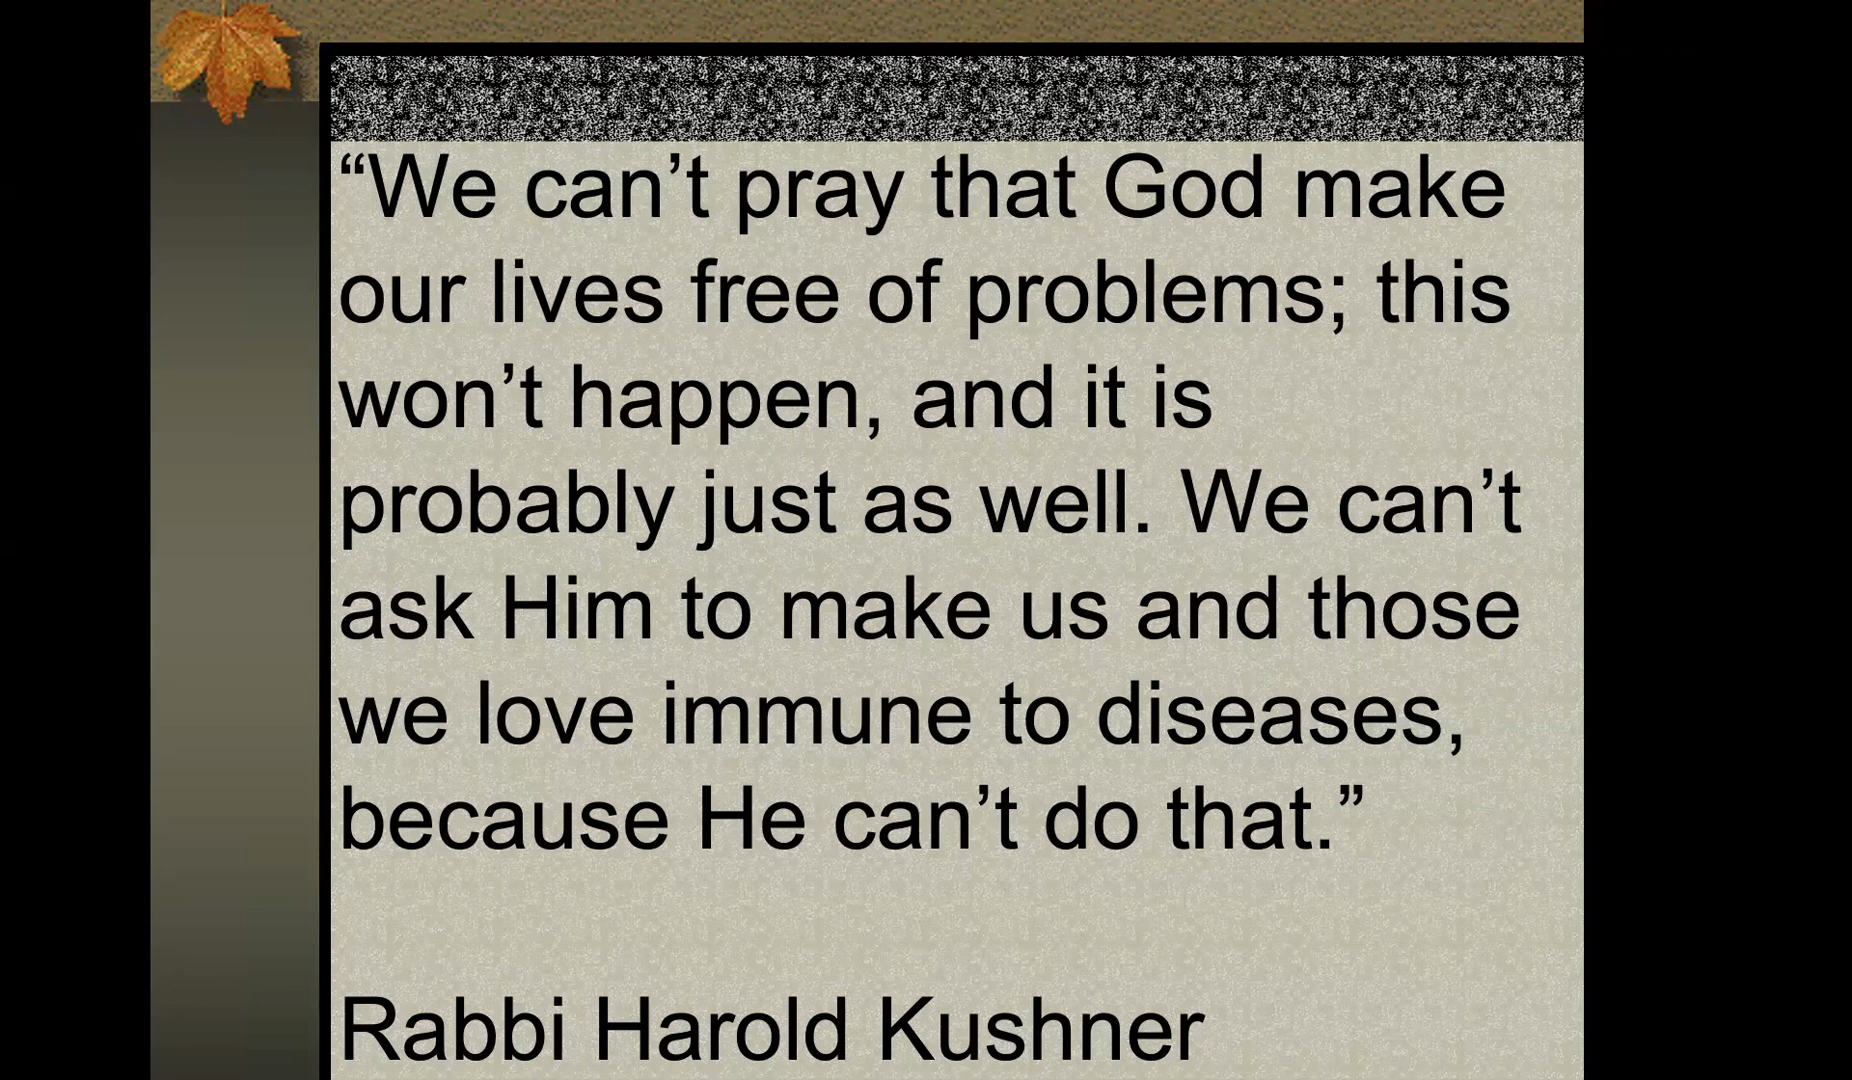 “We can’t pray that God make
our lives free of problems; this
won’t happen, and it is
probably just as well. We can’t
ask Him to make us and those
we love immune to diseases,
because He can’t do that.”
Rabbi Harold Kushner